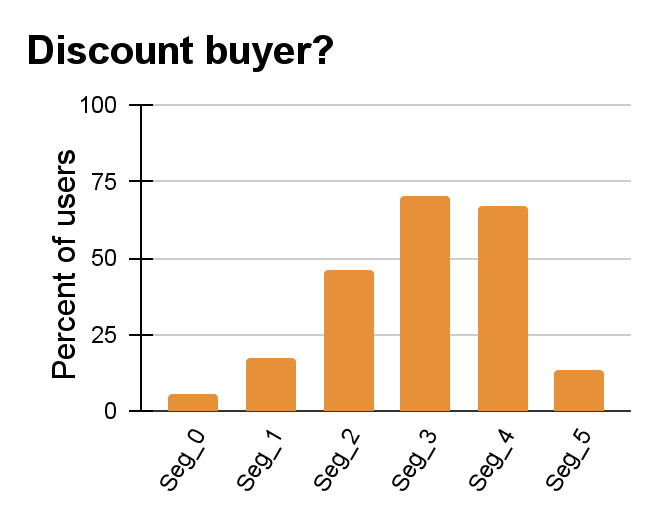 Discount buyer?
Percent of users
100
75
50
25
0
Seg_0
Seg_1
Seg_2
Seg_3
Seg_4
Seg_5